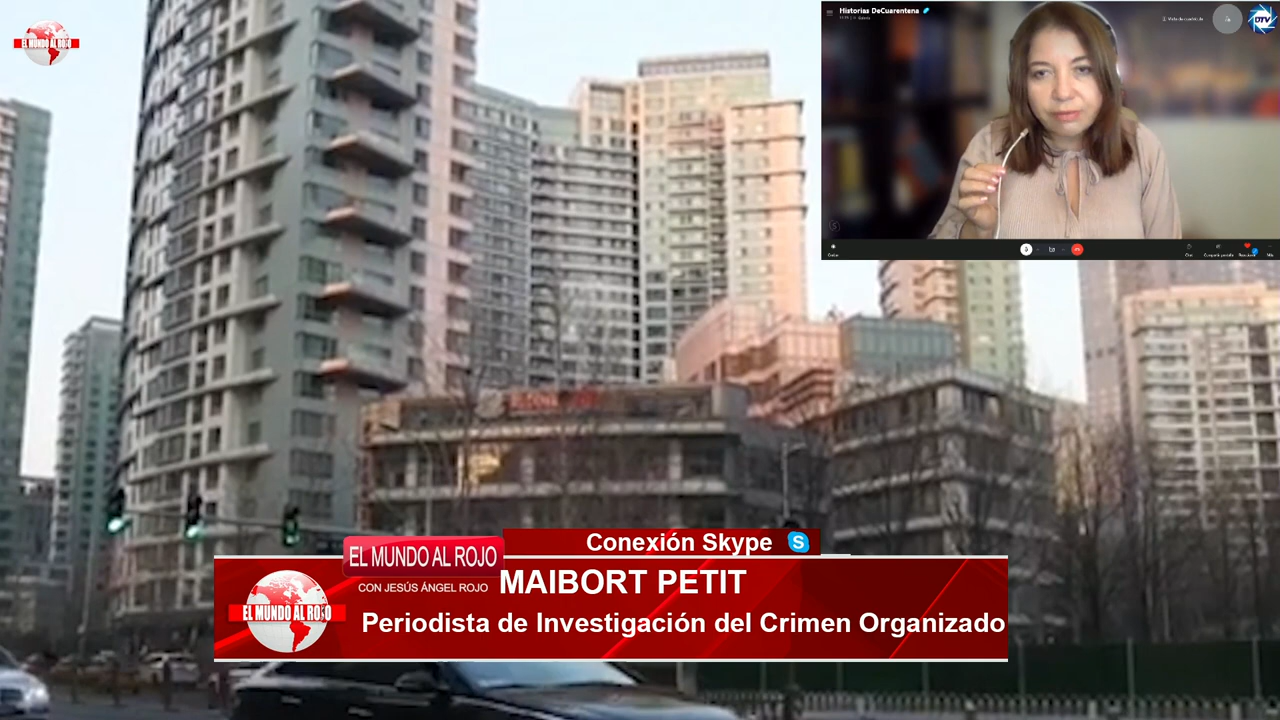 EL MUNDO AL ROJO
Historias DeCuarentena
DTV
Conexión Skype
S
EL MUNDO AL ROJO
CON JESÚS ÁNGEL ROJO
MAIBORT PETIT
EL MUNDO AL ROJO
Periodista de Investigación del Crimen Organizado